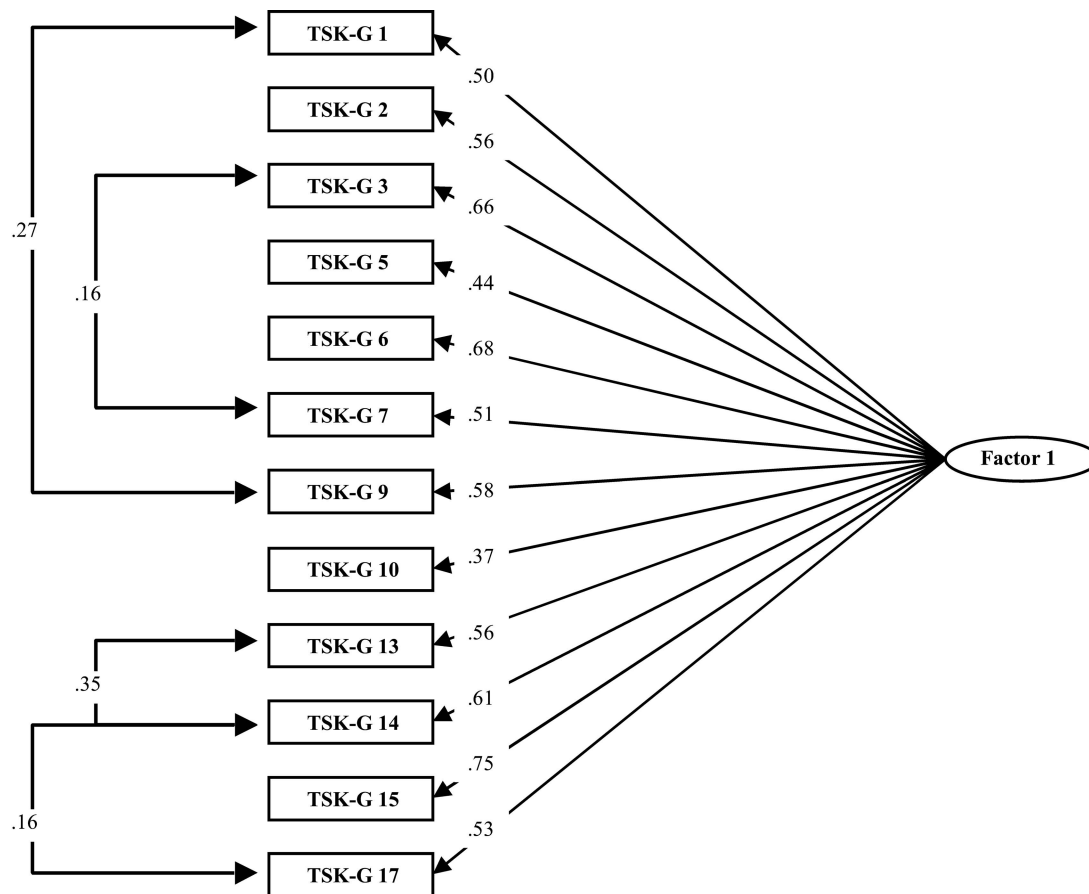 TSK-G 1
.50
TSK-G 2
.56
TSK-G 3
.66
.27
TSK-G 5
.44
.16
TSK-G 6
.68
TSK-G 7
.51
Factor 1
TSK-G 9
.58
TSK-G 10
.37
TSK-G 13
.56
.35
TSK-G 14
.61
TSK-G 15
.75
.16
TSK-G 17
.53